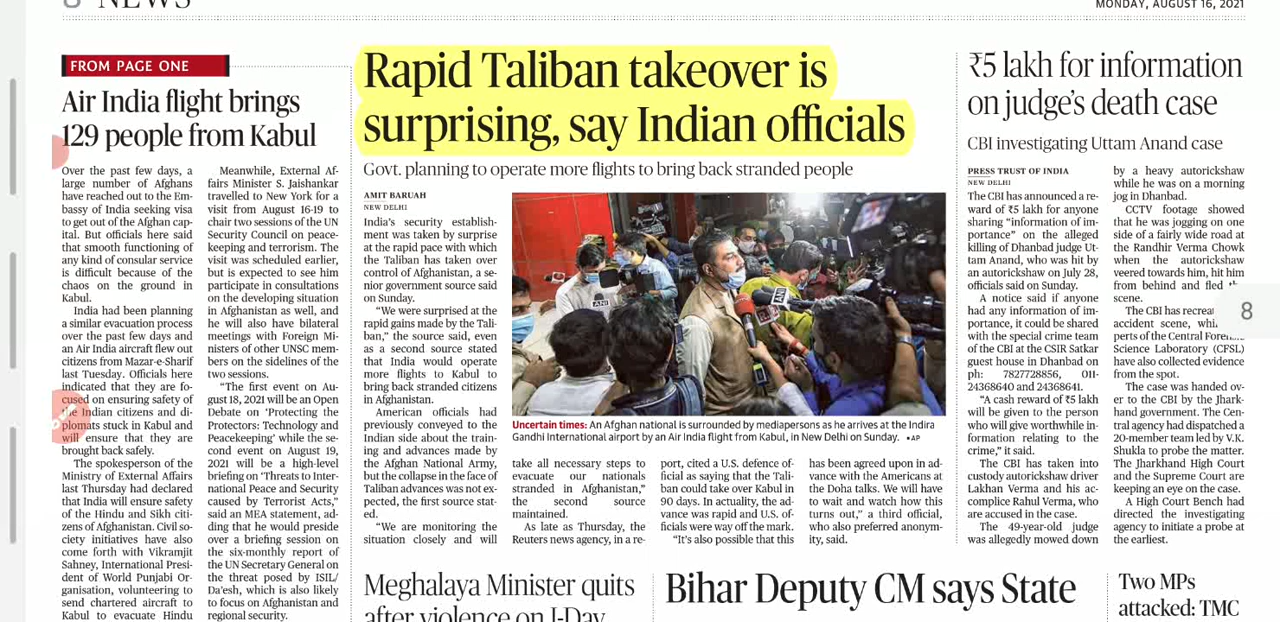 NEWS
MONDAY, AUGUST 16, 2021
FROM PAGE ONE
Air India flight brings
129 people from Kabul
Over the past few days, a
large number of Afghans
have reached out to the Em-
bassy of India seeking visa
to get out of the Afghan cap-
ital. But officials here said
that smooth functioning of
any kind of consular service
is difficult because of the
chaos on the ground in
Kabul.
India had been planning
a similar evacuation process
over the past few days and
an Air India aircraft flew out
citizens from Mazar-e-Sharif
last Tuesday. Officials here
indicated that they are fo-
cused on ensuring safety of
the Indian citizens and di-
plomats stuck in Kabul and
will ensure that they are
brought back safely.
The spokesperson of the
Ministry of External Affairs
last Thursday had declared
that India will ensure safety
of the Hindu and Sikh citi-
zens of Afghanistan. Civil so-
ciety initiatives have also
come forth with Vikramjit
Sahney, International Presi-
dent of World Punjabi Or-
ganisation, volunteering to
send chartered aircraft to
Kabul to evacuate Hindu
Meanwhile, External Af-
fairs Minister S. Jaishankar
travelled to New York for a
visit from August 16-19 to
chair two sessions of the UN
Security Council on peace-
keeping and terrorism. The
visit was scheduled earlier,
but is expected to see him
participate in consultations
on the developing situation
in Afghanistan as well, and
he will also have bilateral
meetings with Foreign Mi-
nisters of other UNSC mem-
bers on the sidelines of the
two sessions.
"The first event on Au-
gust 18, 2021 will be an Open
Debate on 'Protecting the
Protectors: Technology and
Peacekeeping' while the se-
cond event on August 19,
2021 will be a high-level
briefing on 'Threats to Inter-
national Peace and Security
caused by Terrorist Acts,"
said an MEA statement, ad-
ding that he would preside
over a briefing session on
the six-monthly report of
the UN Secretary General on
the threat posed by ISIL/
Da'esh, which is also likely
to focus on Afghanistan and
regional security.
Rapid Taliban takeover is
surprising, say Indian officials
Govt. planning to operate more flights to bring back stranded people
AMIT BARUAH
NEW DELHI
India's security establish-
ment was taken by surprise
at the rapid pace with which
the Taliban has taken over
control of Afghanistan, a se-
nior government source said
on Sunday.
"We were surprised at the
rapid gains made by the Tali-
ban," the source said, even
as a second source stated
that India would operate
more flights to Kabul to
bring back stranded citizens
in Afghanistan.
American officials had
previously conveyed to the
Indian side about the train-
ing and advances made by
the Afghan National Army,
but the collapse in the face of
Taliban advances was not ex-
pected, the first source stat-
ed.
"We are monitoring the
situation closely and will
ANI
ANI
Uncertain times: An Afghan national is surrounded by mediapersons as he arrives at the Indira
Gandhi International airport by an Air India flight from Kabul, in New Delhi on Sunday. •AP
take all necessary steps to
evacuate our nationals
stranded in Afghanistan,"
the second source
maintained.
As late as Thursday, the
Reuters news agency, in a re-
port, cited a U.S. defence of-
ficial as saying that the Tali-
ban could take over Kabul in
90 days. In actuality, the ad-
vance was rapid and U.S. of-
ficials were way off the mark.
"It's also possible that this
has been agreed upon in ad-
vance with the Americans at
the Doha talks. We will have
to wait and watch how this
turns out," a third official,
who also preferred anonym-
ity, said.
₹5 lakh for information
on judge's death case
CBI investigating Uttam Anand case
PRESS TRUST OF INDIA
NEW DELHI
The CBI has announced a re-
ward of ₹5 lakh for anyone
sharing "information of im-
portance" on the alleged
killing of Dhanbad judge Ut-
tam Anand, who was hit by
an autorickshaw on July 28,
officials said on Sunday.
A notice said if anyone
had any information of im-
portance, it could be shared
with the special crime team
of the CBI at the CSIR Satkar
guest house in Dhanbad on
ph: 7827728856, 011-
24368640 and 24368641.
"A cash reward of ₹5 lakh
will be given to the person
who will give worthwhile in-
formation relating to the
crime," it said.
The CBI has taken into
custody autorickshaw driver
Lakhan Verma and his ac-
complice Rahul Verma, who
are accused in the case.
The 49-year-old judge
was allegedly mowed down
by a heavy autorickshaw
while he was on a morning
jog in Dhanbad.
CCTV footage showed
that he was jogging on one
side of a fairly wide road at
the Randhir Verma Chowk
when the autorickshaw
veered towards him, hit him
from behind and fled
scene.
The CBI has
accident scene,
perts of the Central Forensic
Science Laboratory (CFSL)
have also collected evidence
from the spot.
The case was handed ov-
er to the CBI by the Jhark-
hand government. The Cen-
tral agency had dispatched a
20-member team led by V.K.
Shukla to probe the matter.
The Jharkhand High Court
and the Supreme Court are
keeping an eye on the case.
A High Court Bench had
directed the investigating
agency to initiate a probe at
the earliest.
8
Meghalaya Minister quits
after violence on I-Day
Bihar Deputy CM says State
Two MPs
attacked: TMC